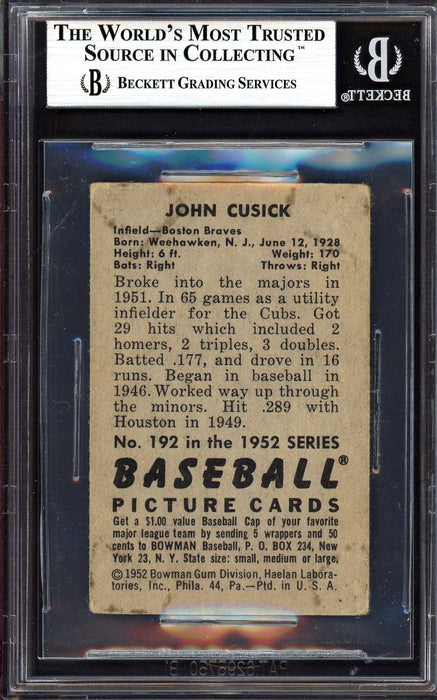 THE WORLD'S MOST TRUSTED
SOURCE IN COLLECTING™
B BECKETT GRADING SERVICES
B
BECKETT®
JOHN CUSICK
Infield—Boston Braves
Born: Weehawken, N. J., June 12, 1928
Height: 6 ft. Weight: 170
Bats: Right Throws: Right
Broke into the majors in
1951. In 65 games as a utility
infielder for the Cubs. Got
29 hits which included 2
homers, 2 triples, 3 doubles.
Batted .177, and drove in 16
runs. Began in baseball in
1946. Worked way up through
the minors. Hit .289 with
Houston in 1949.
No. 192 in the 1952 SERIES
BASEBALL®
PICTURE CARDS
Get a $1.00 value Baseball Cap of your favorite
major league team by sending 5 wrappers and 50
cents to BOWMAN Baseball, P. O. BOX 234, New
York 23, N. Y. State size: small, medium or large.
©1952 Bowman Gum Division, Haelan Labora-
tories, Inc., Phila. 44, Pa.—Ptd. in U. S. A.